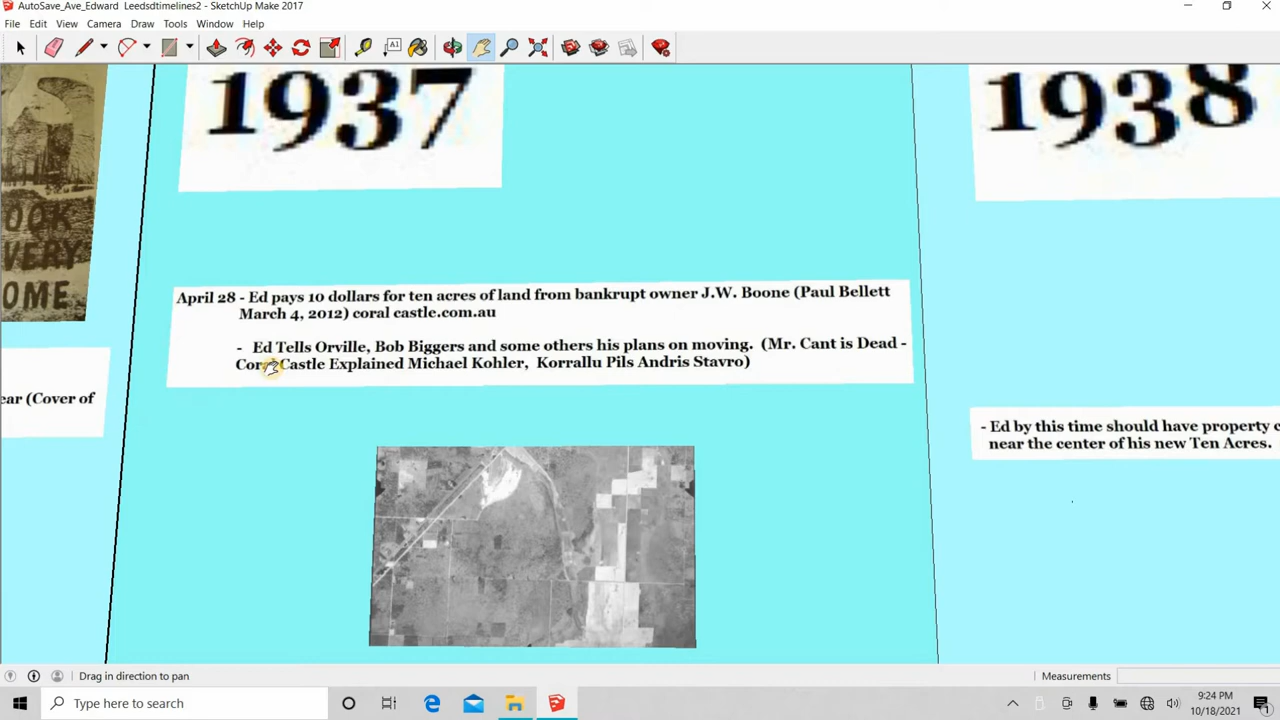 AutoSave_Ave_Edward Leedsdtimelines2 - SketchUp Make 2017
File Edit View Camera Draw Tools Window Help
1937
1938
OOK
VERY
OME
April 28 - Ed pays 10 dollars for ten acres of land from bankrupt owner J.W. Boone (Paul Bellett
March 4, 2012) coral castle.com.au
- Ed Tells Orville, Bob Biggers and some others his plans on moving. (Mr. Cant is Dead -
Coral Castle Explained Michael Kohler, Korrallu Pils Andris Stavro)
ear (Cover of
- Ed by this time should have property c
near the center of his new Ten Acres.
Drag in direction to pan
Measurements
Type here to search
9:24 PM
10/18/2021